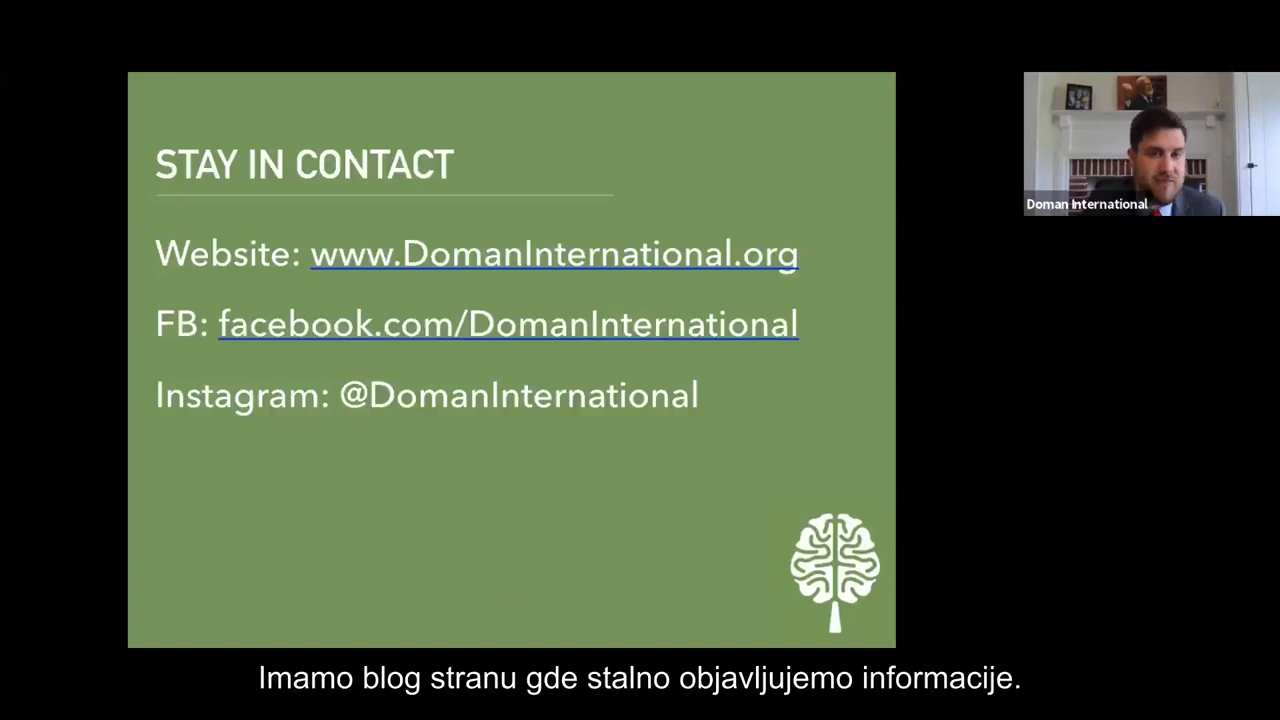 STAY IN CONTACT
Website: www.DomanInternational.org
FB: facebook.com/DomanInternational
Instagram: @DomanInternational
Doman International
Imamo blog stranu gde stalno objavljujemo informacije.